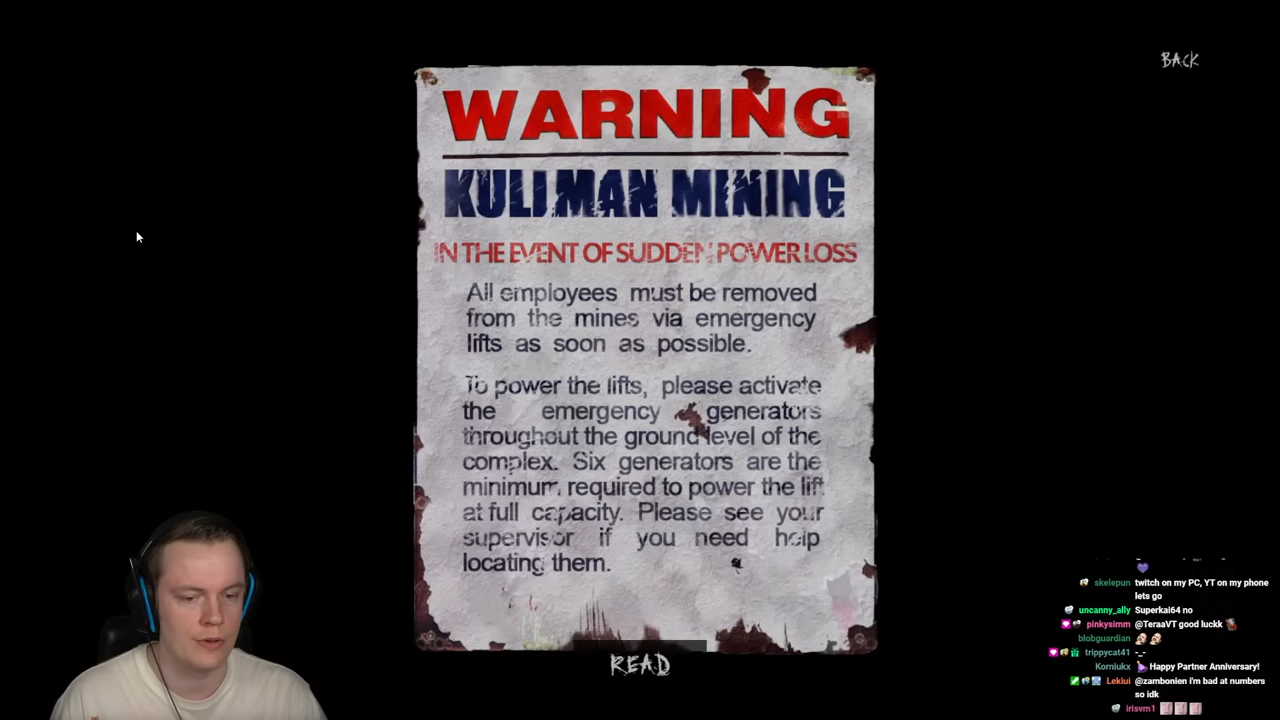 BACK
WARNING
KULLMAN MINING
IN THE EVENT OF SUDDEN POWER LOSS
All employees must be removed
from the mines via emergency
lifts as soon as possible.
To power the lifts, please activate
the emergency generators
throughout the ground level of the
complex. Six generators are the
minimum required to power the lift
at full capacity. Please see your
supervisor if you need help
locating them.
READ
skelepun twitch on my PC, YT on my phone
lets go
uncanny_ally Superkai64 no
pinkysimm @TeraaVT good luckk
blobguardian
trippycat41 -_-
Korniukx Happy Partner Anniversary!
Lekiui @zambonien i'm bad at numbers
so idk
irisvm1